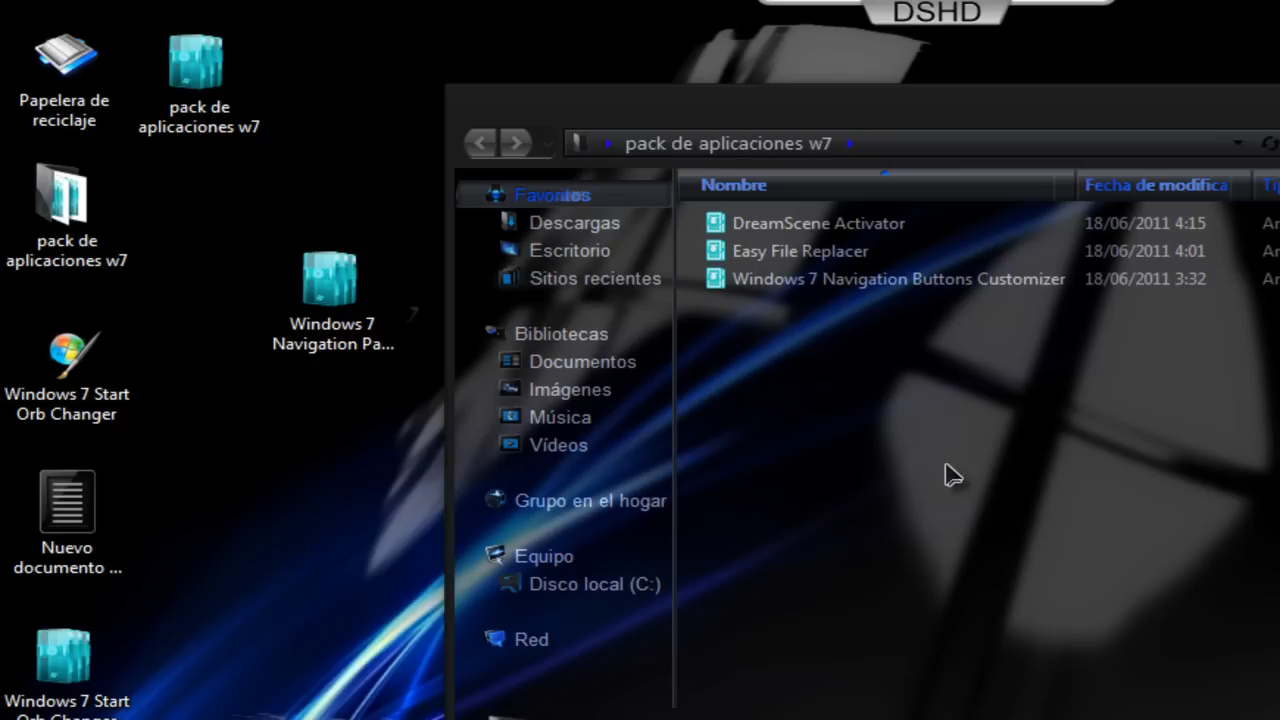 DSHD
Papelera de
reciclaje
pack de
aplicaciones w7
pack de
aplicaciones w7
Windows 7
Navigation Pa...
Windows 7 Start
Orb Changer
Nuevo
documento ...
Windows 7 Start
Orb Changer
pack de aplicaciones w7
Favoritos
Descargas
Escritorio
Sitios recientes
Bibliotecas
Documentos
Imágenes
Música
Vídeos
Grupo en el hogar
Equipo
Disco local (C:)
Red
Nombre Fecha de modifica
DreamScene Activator 18/06/2011 4:15
Easy File Replacer 18/06/2011 4:01
Windows 7 Navigation Buttons Customizer 18/06/2011 3:32